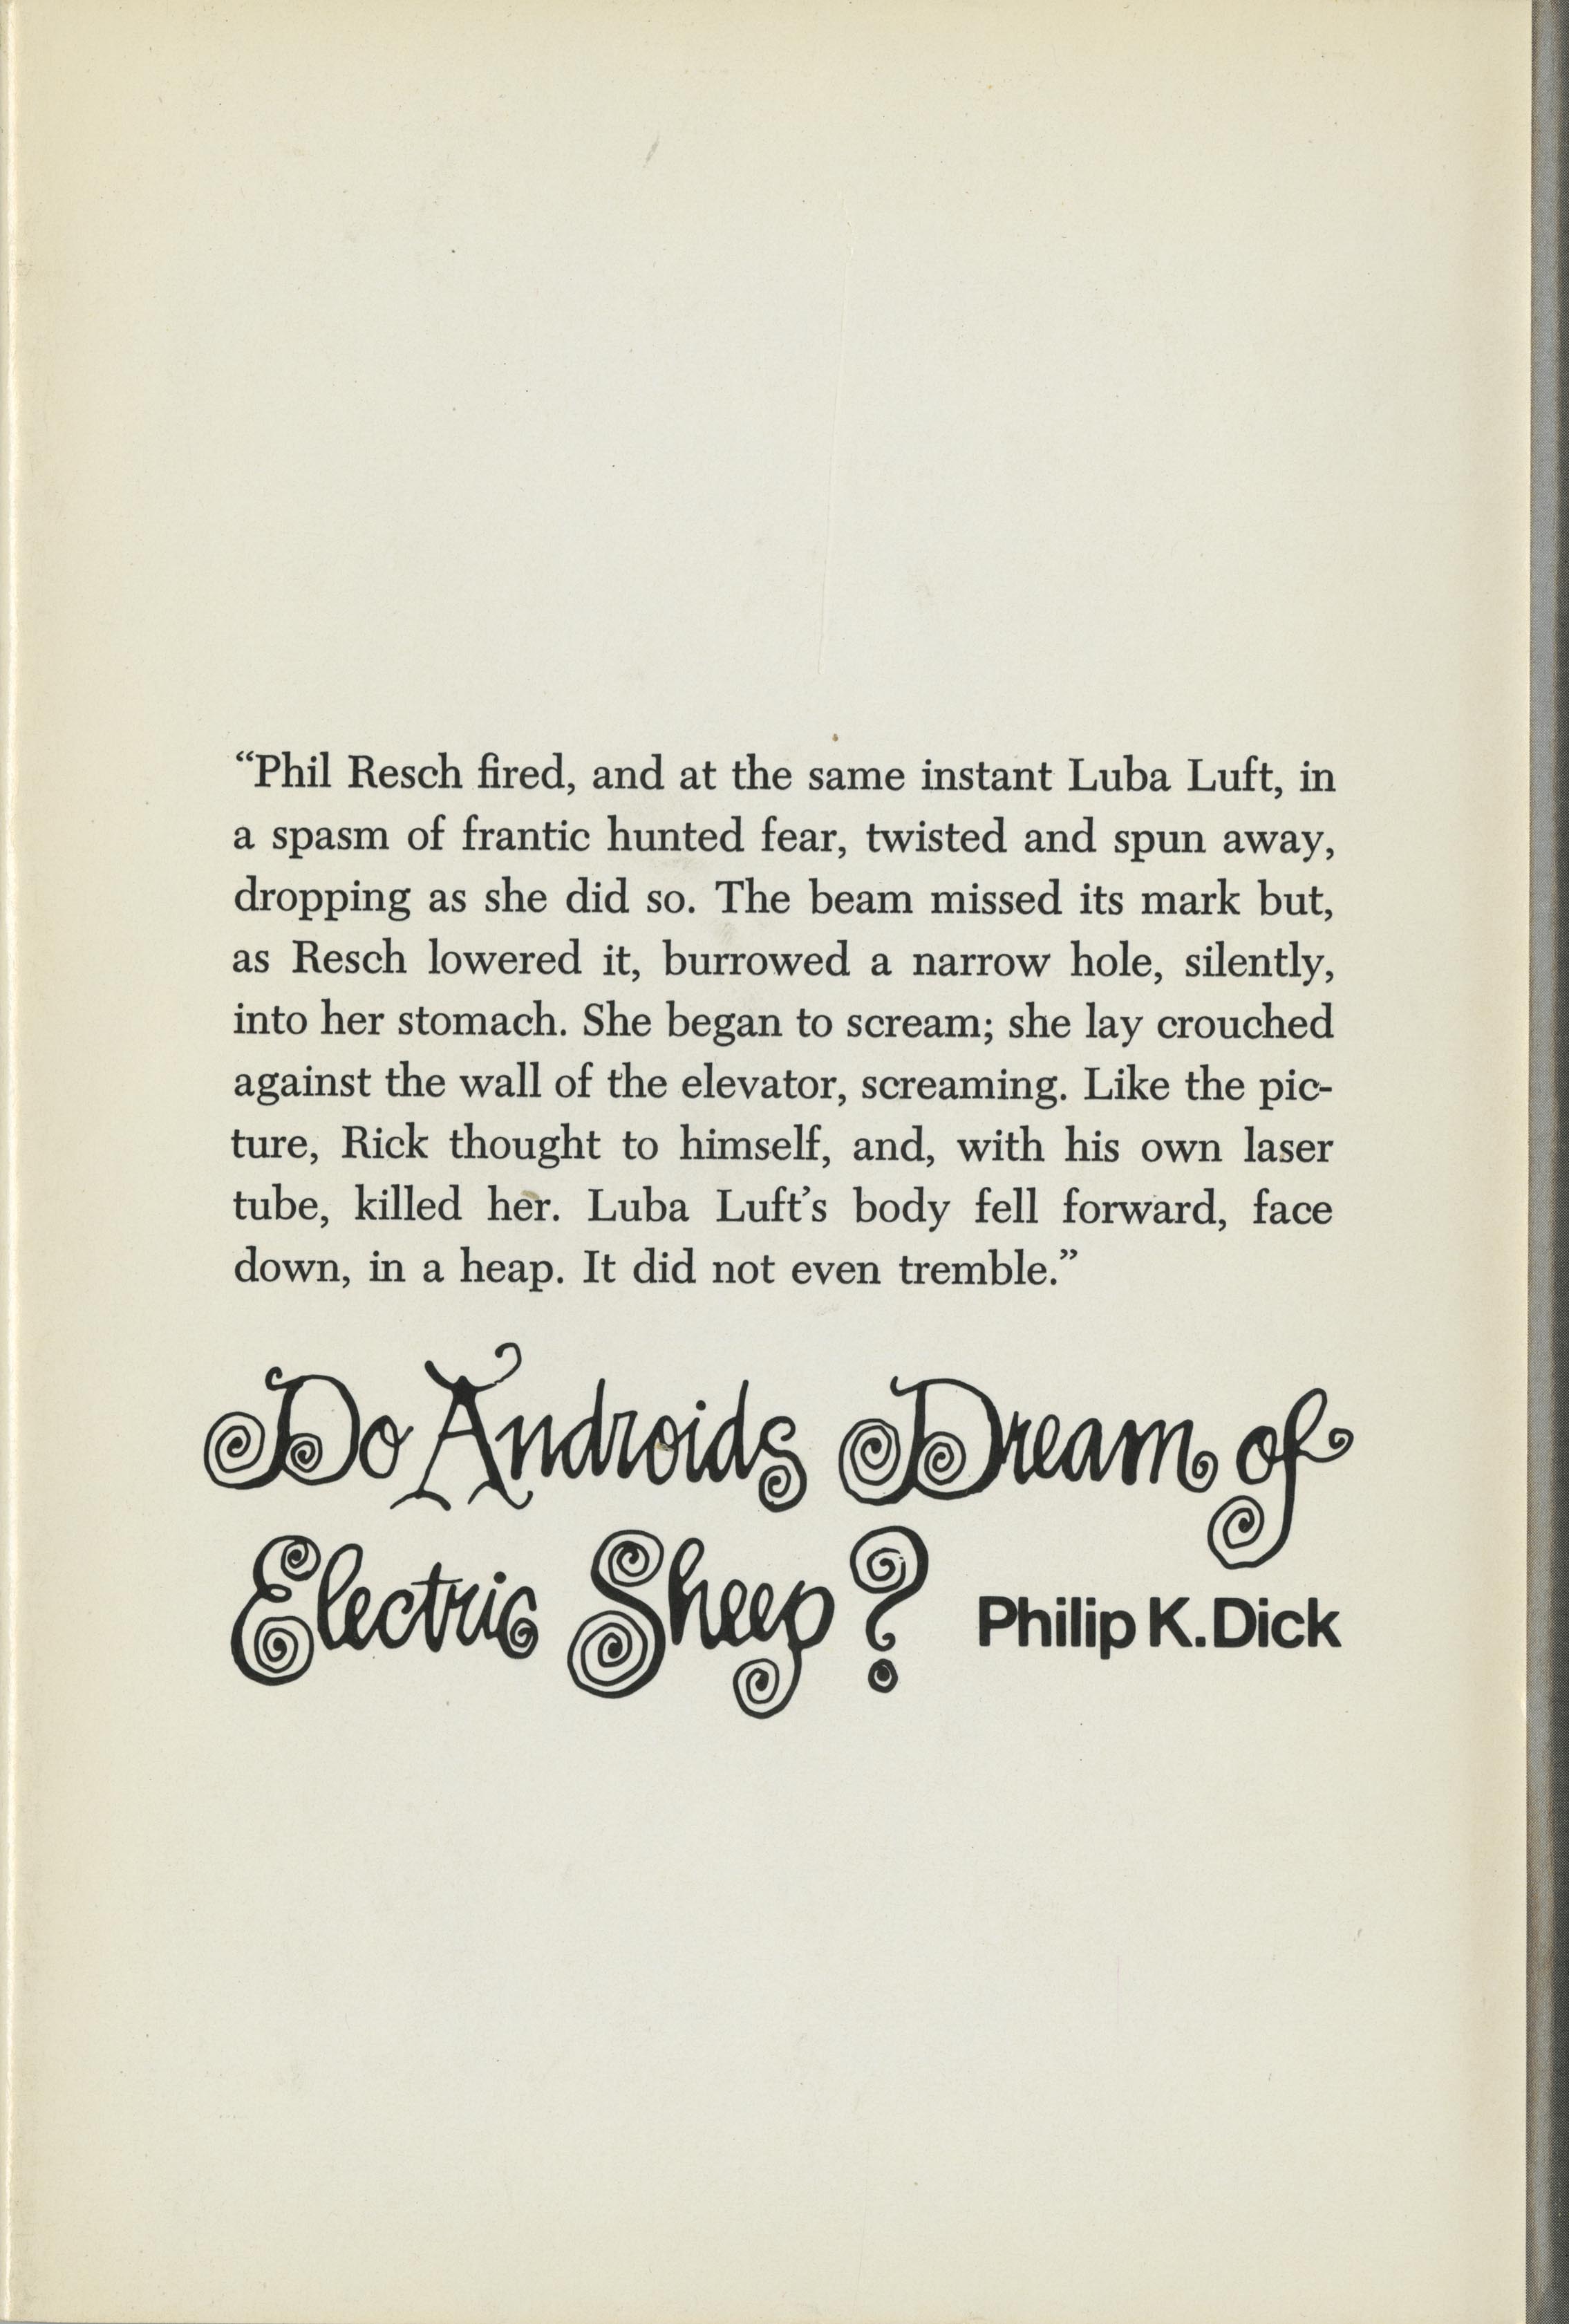 “Phil Resch fired, and at the same instant Luba Luft, in
a spasm of frantic hunted fear, twisted and spun away,
dropping as she did so. The beam missed its mark but,
as Resch lowered it, burrowed a narrow hole, silently,
into her stomach. She began to scream; she lay crouched
against the wall of the elevator, screaming. Like the pic-
ture, Rick thought to himself, and, with his own laser
tube, killed her. Luba Luft’s body fell forward, face
down, in a heap. It did not even tremble.”
Do Androids Dream of
Electric Sheep? Philip K. Dick